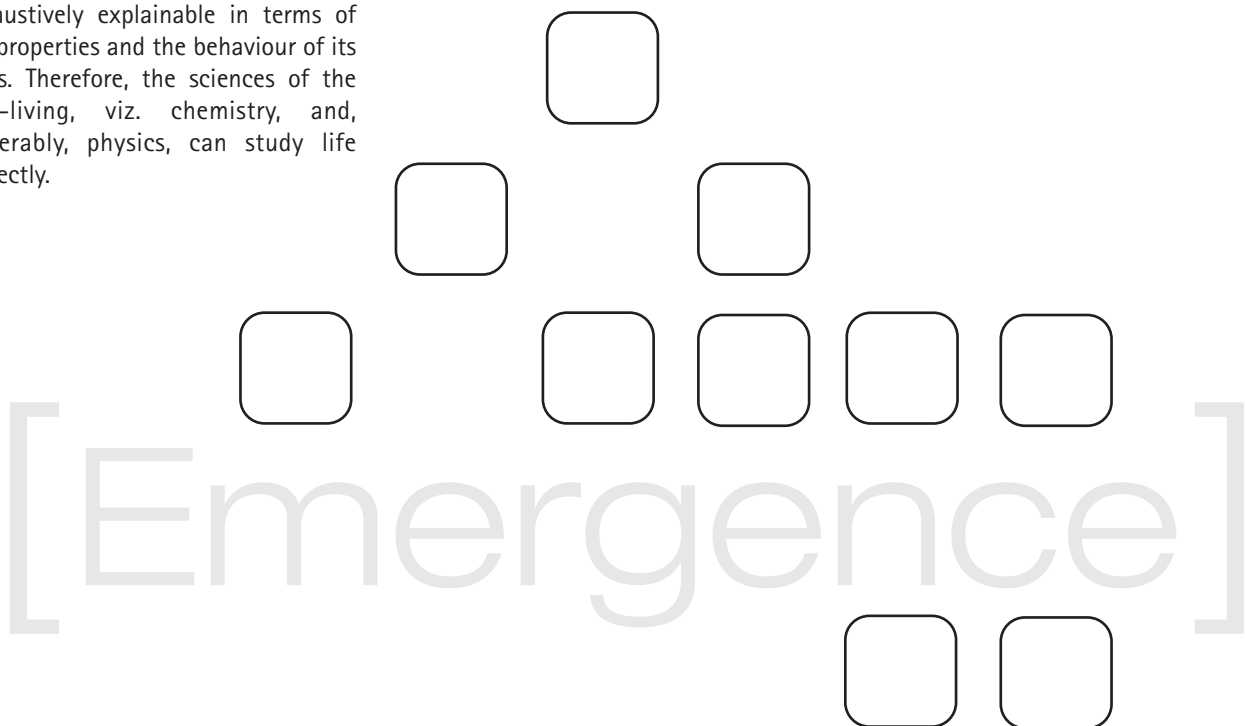 austively explainable in terms of
properties and the behaviour of its
s. Therefore, the sciences of the
-living, viz. chemistry, and,
erably, physics, can study life
ectly.
[Emergence]